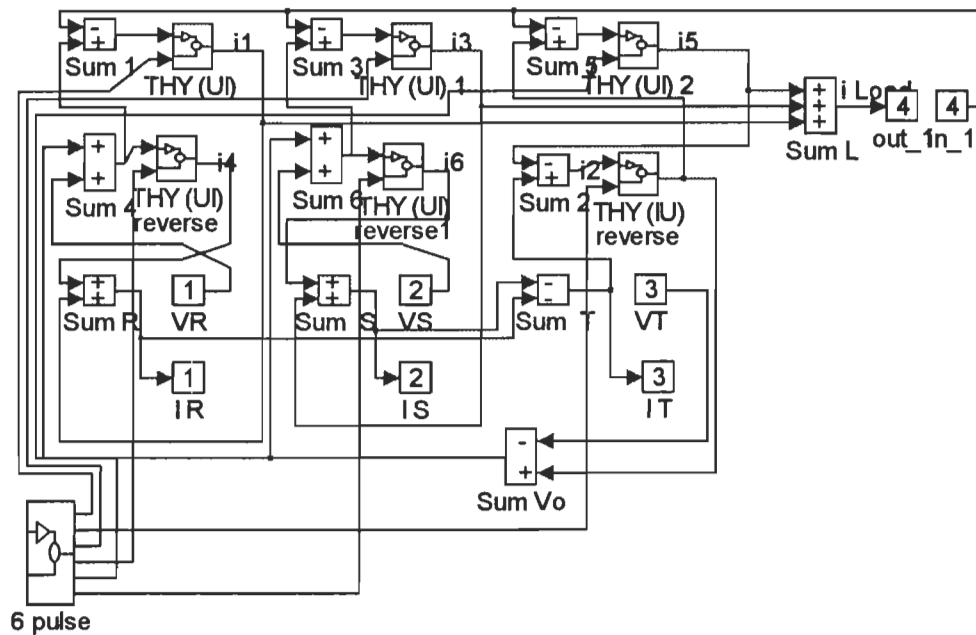 -
+
Sum 1
THY (UI)
i1
-
+
Sum 3
THY (UI) 1
i3
-
+
Sum 5
THY (UI) 2
i5
+
+
+
Sum L
i Load
4
out_1
4
in_1
+
+
Sum 4
THY (UI)
reverse
i4
+
+
Sum 6
THY (UI)
reverse1
i6
-
+
Sum 2
i2
THY (IU)
reverse
+
+
Sum R
1
VR
+
+
Sum S
2
VS
-
-
Sum T
3
VT
1
IR
2
IS
3
IT
-
+
Sum Vo
6 pulse